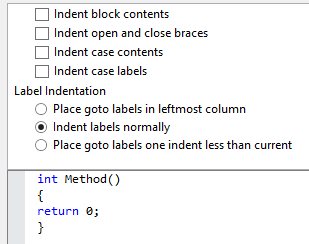 Indent block contents
Indent open and close braces
Indent case contents
Indent case labels
Label Indentation
Place goto labels in leftmost column
Indent labels normally
Place goto labels one indent less than current
int Method()
{
return 0;
}